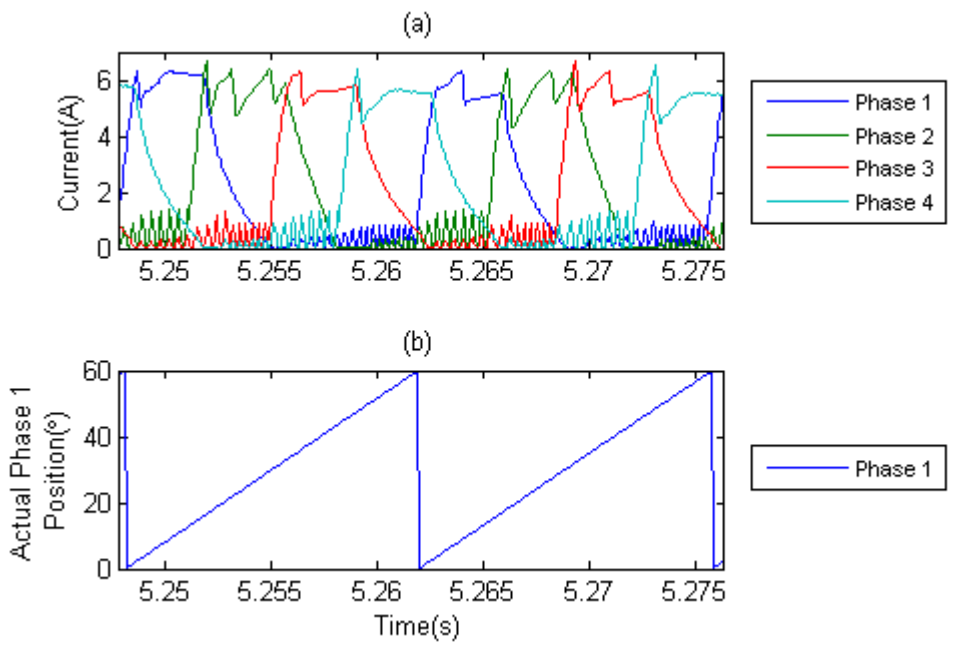 (a)
6
4
2
0
Current(A)
5.25 5.255 5.26 5.265 5.27 5.275
Phase 1
Phase 2
Phase 3
Phase 4
(b)
60
40
20
0
Actual Phase 1
Position(°)
5.25 5.255 5.26 5.265 5.27 5.275
Time(s)
Phase 1